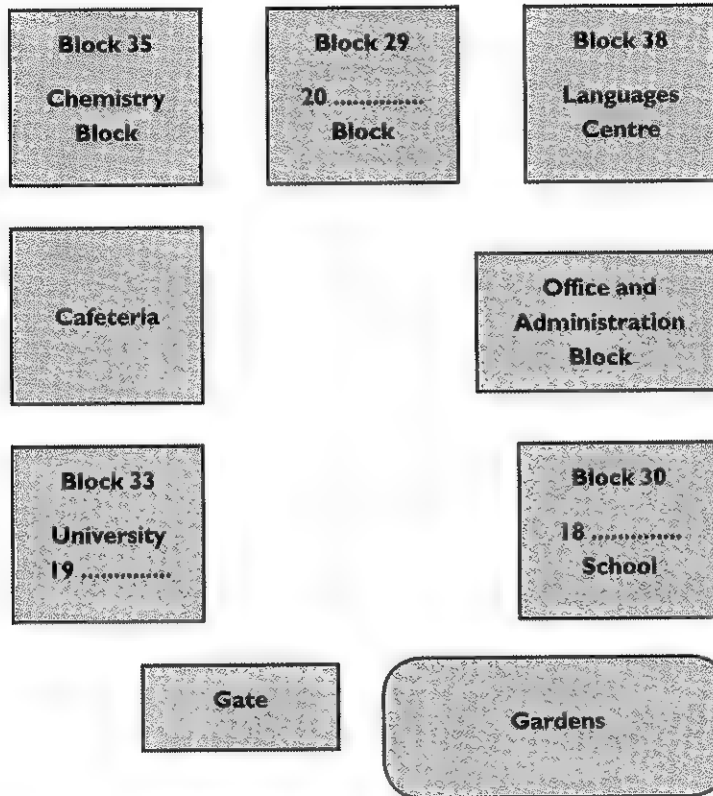 Block 35
Chemistry
Block
Block 29
20 ..............
Block
Block 38
Languages
Centre
Cafeteria
Office and
Administration
Block
Block 33
University
19 ..............
Block 30
18 ..............
School
Gate
Gardens